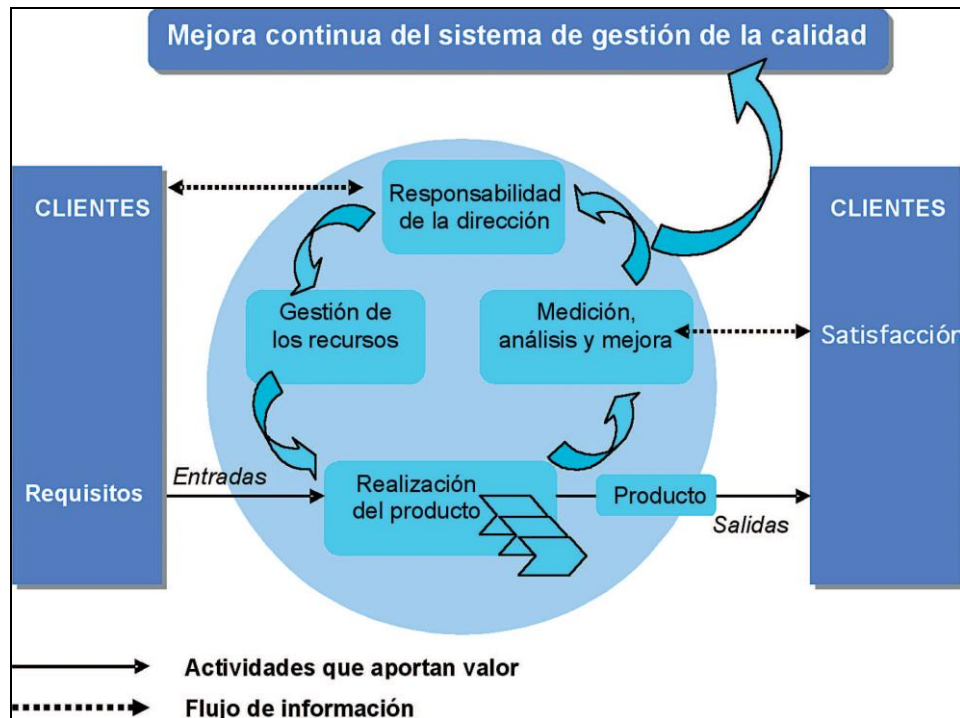 Mejora continua del sistema de gestión de la calidad
CLIENTES
Responsabilidad
de la dirección
CLIENTES
Gestión de
los recursos
Medición,
análisis y mejora
Satisfacción
Requisitos
Entradas
Realización
del producto
Producto
Salidas
Actividades que aportan valor
Flujo de información